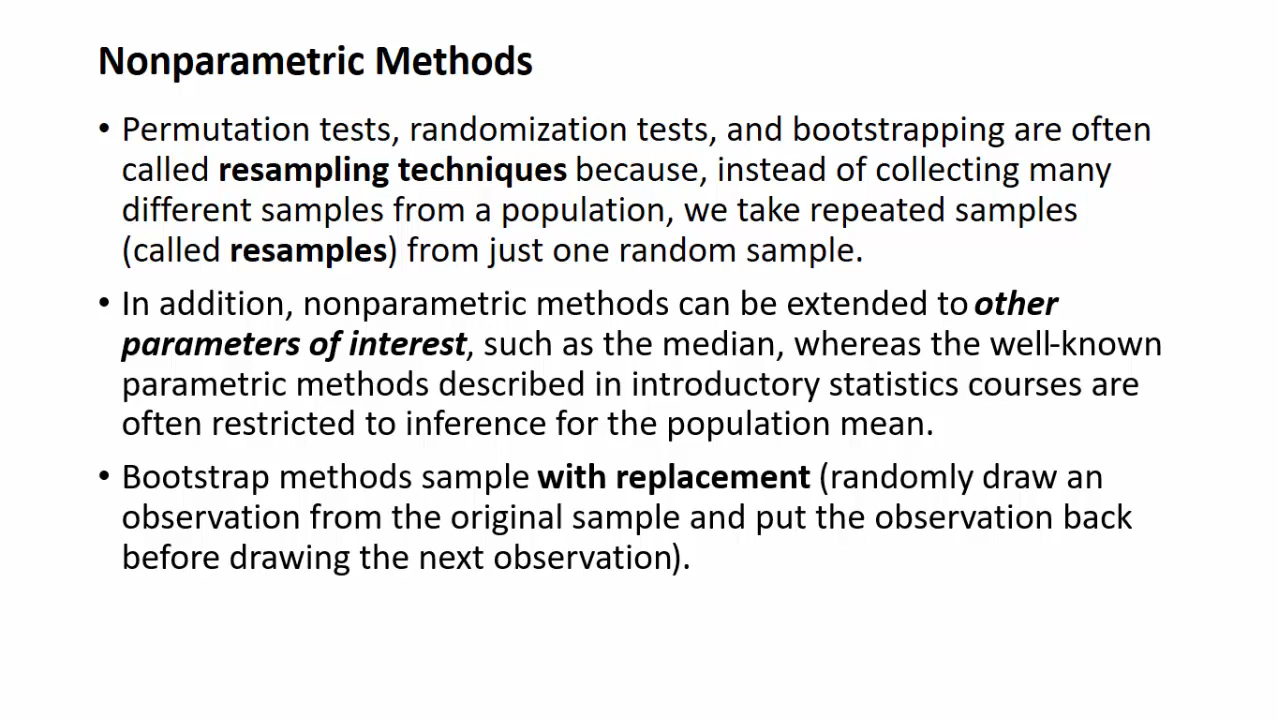 Nonparametric Methods
• Permutation tests, randomization tests, and bootstrapping are often
called resampling techniques because, instead of collecting many
different samples from a population, we take repeated samples
(called resamples) from just one random sample.
• In addition, nonparametric methods can be extended to other
parameters of interest, such as the median, whereas the well-known
parametric methods described in introductory statistics courses are
often restricted to inference for the population mean.
• Bootstrap methods sample with replacement (randomly draw an
observation from the original sample and put the observation back
before drawing the next observation).